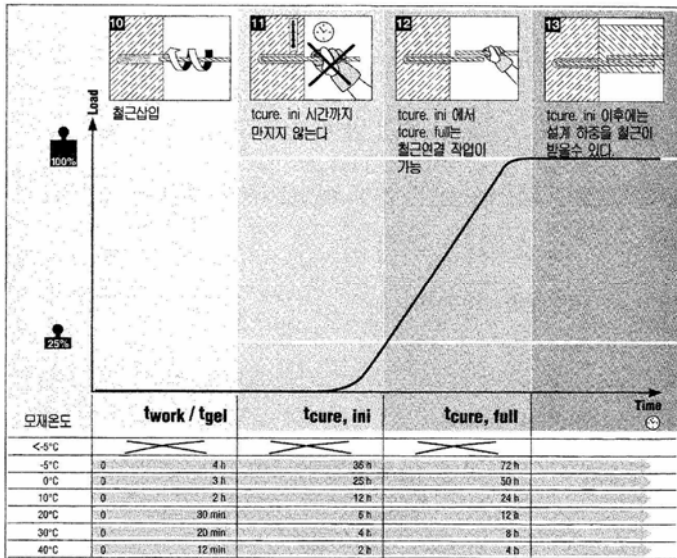 10
11
12
13
철근삽입
tcure. ini 시간까지
만지지 않는다
tcure. ini 에서
tcure. full는
철근연결 작업이
가능
tcure. ini 이후에는
설계 하중을 철근이
받을수 있다.
Load
100%
25%
Time
모재온도 twork / tgel tcure, ini tcure, full
<-5°C
-5°C 0 4 h 36 h 72 h
0°C 0 3 h 25 h 50 h
10°C 0 2 h 12 h 24 h
20°C 0 30 min 6 h 12 h
30°C 0 20 min 4 h 8 h
40°C 0 12 min 2 h 4 h